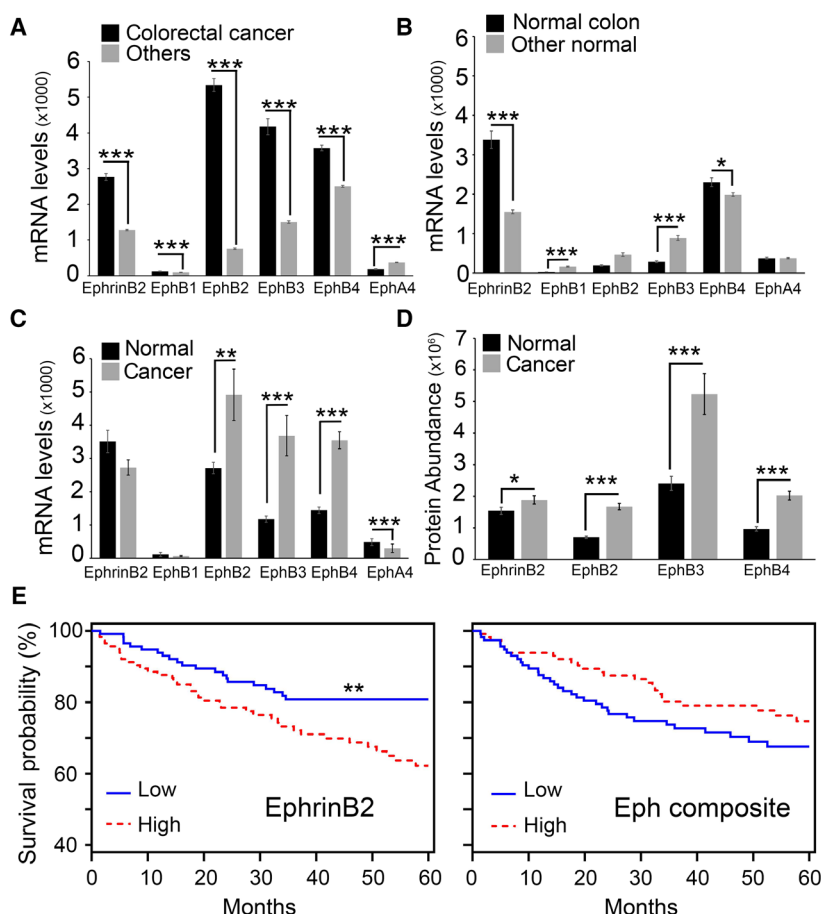 A
Colorectal cancer
Others
mRNA levels (x1000)
6
5
4
3
2
1
0
***
***
***
***
***
***
EphrinB2 EphB1 EphB2 EphB3 EphB4 EphA4
B
Normal colon
Other normal
mRNA levels (x1000)
6
5
4
3
2
1
0
***
***
***
*
EphrinB2 EphB1 EphB2 EphB3 EphB4 EphA4
C
Normal
Cancer
mRNA levels (x1000)
6
5
4
3
2
1
0
**
***
***
***
EphrinB2 EphB1 EphB2 EphB3 EphB4 EphA4
D
Normal
Cancer
Protein Abundance (x10⁶)
7
6
5
4
3
2
1
0
*
***
***
***
EphrinB2 EphB2 EphB3 EphB4
E
Survival probability (%)
100
80
60
40
**
Low
High
EphrinB2
0 10 20 30 40 50 60
Months
Low
High
Eph composite
0 10 20 30 40 50 60
Months